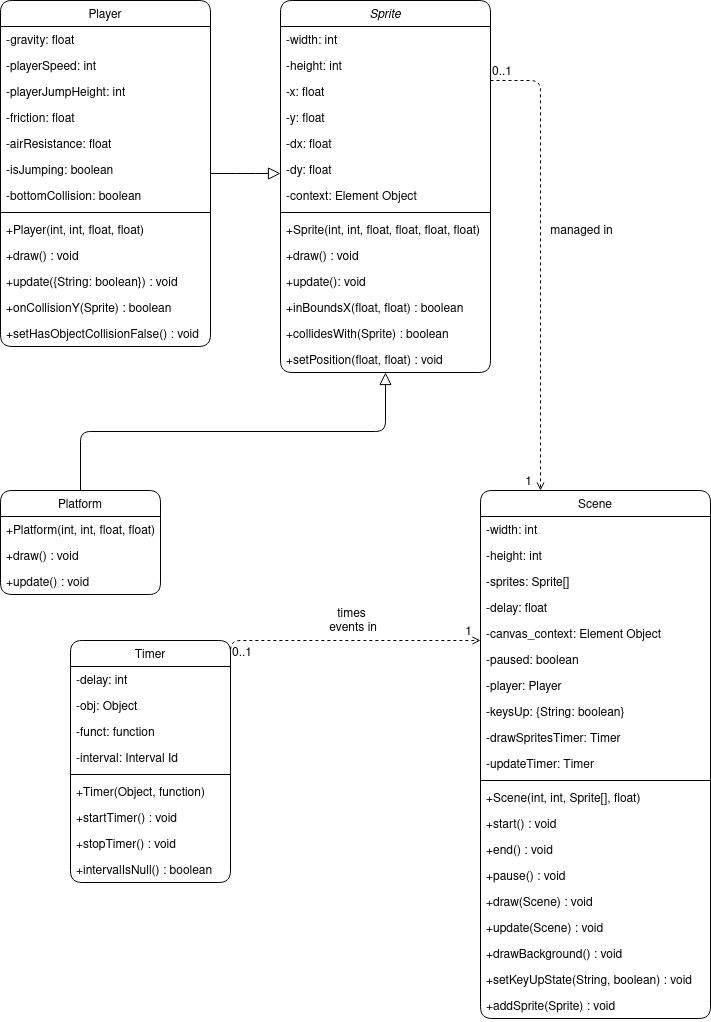 Player
-gravity: float
-playerSpeed: int
-playerJumpHeight: int
-friction: float
-airResistance: float
-isJumping: boolean
-bottomCollision: boolean
+Player(int, int, float, float)
+draw() : void
+update({String: boolean}) : void
+onCollisionY(Sprite) : boolean
+setHasObjectCollisionFalse() : void
Sprite
-width: int
-height: int
-x: float
-y: float
-dx: float
-dy: float
-context: Element Object
+Sprite(int, int, float, float, float, float)
+draw() : void
+update(): void
+inBoundsX(float, float) : boolean
+collidesWith(Sprite) : boolean
+setPosition(float, float) : void
0..1
managed in
1
Platform
+Platform(int, int, float, float)
+draw() : void
+update() : void
times
events in
0..1
1
Timer
-delay: int
-obj: Object
-funct: function
-interval: Interval Id
+Timer(Object, function)
+startTimer() : void
+stopTimer() : void
+intervalIsNull() : boolean
Scene
-width: int
-height: int
-sprites: Sprite[]
-delay: float
-canvas_context: Element Object
-paused: boolean
-player: Player
-keysUp: {String: boolean}
-drawSpritesTimer: Timer
-updateTimer: Timer
+Scene(int, int, Sprite[], float)
+start() : void
+end() : void
+pause() : void
+draw(Scene) : void
+update(Scene) : void
+drawBackground() : void
+setKeyUpState(String, boolean) : void
+addSprite(Sprite) : void